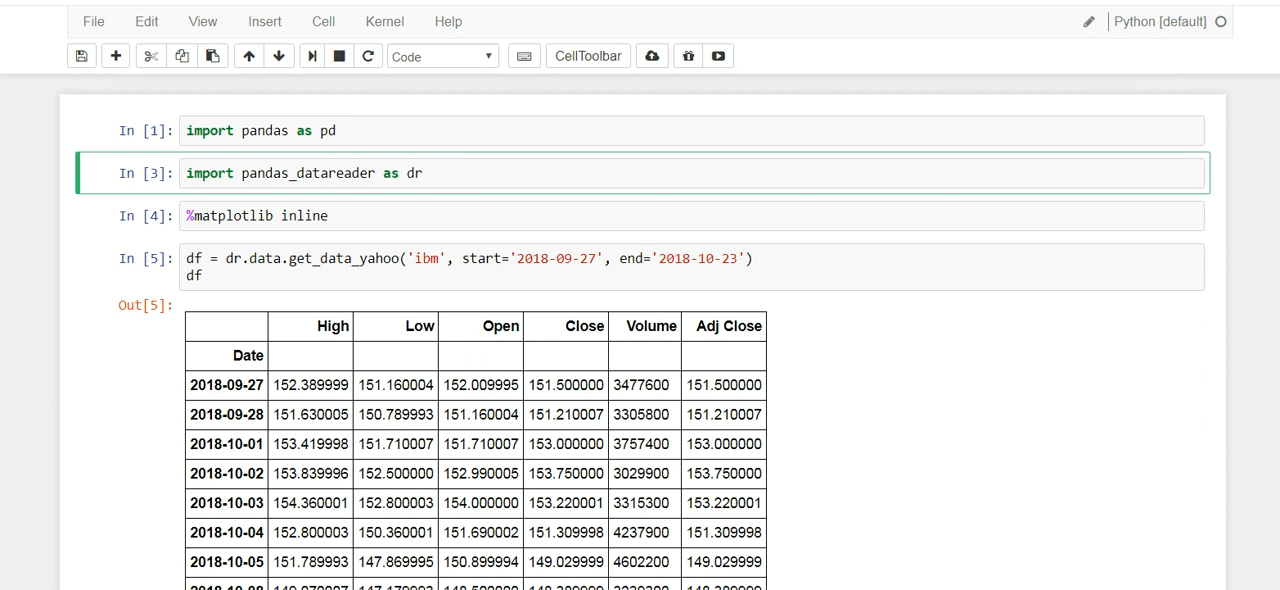 File Edit View Insert Cell Kernel Help Python [default]
Code CellToolbar
In [1]: import pandas as pd
In [3]: import pandas_datareader as dr
In [4]: %matplotlib inline
In [5]: df = dr.data.get_data_yahoo('ibm', start='2018-09-27', end='2018-10-23')
df
Out[5]:
High Low Open Close Volume Adj Close
Date
2018-09-27 152.389999 151.160004 152.009995 151.500000 3477600 151.500000
2018-09-28 151.630005 150.789993 151.160004 151.210007 3305800 151.210007
2018-10-01 153.419998 151.710007 151.710007 153.000000 3757400 153.000000
2018-10-02 153.839996 152.500000 152.990005 153.750000 3029900 153.750000
2018-10-03 154.360001 152.800003 154.000000 153.220001 3315300 153.220001
2018-10-04 152.800003 150.360001 151.690002 151.309998 4237900 151.309998
2018-10-05 151.789993 147.869995 150.899994 149.029999 4602200 149.029999